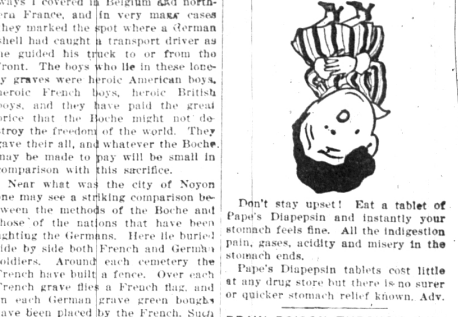 ways I covered in Belgium and north-
ern France, and in very many cases
they marked the spot where a German
shell had caught a transport driver as
he guided his truck to or from the
front. The boys who lie in these lone-
ly graves were heroic American boys,
heroic French boys, heroic British
boys, and they have paid the great
price that the Boche might not de-
stroy the freedom of the world. They
gave their all, and whatever the Boche
may be made to pay will be small in
comparison with this sacrifice.
Near what was the city of Noyon
one may see a striking comparison be-
tween the methods of the Boche and
those of the nations that have been
fighting the Germans. Here lie buried
side by side both French and German
soldiers. Around each cemetery the
French have built a fence. Over each
French grave flies a French flag, and
on each German grave green boughs
have been placed by the French. Such
Don't stay upset! Eat a tablet of
Pape's Diapepsin and instantly your
stomach feels fine. All the indigestion
pain, gases, acidity and misery in the
stomach ends.
Pape's Diapepsin tablets cost little
at any drug store but there is no surer
or quicker stomach relief known. Adv.